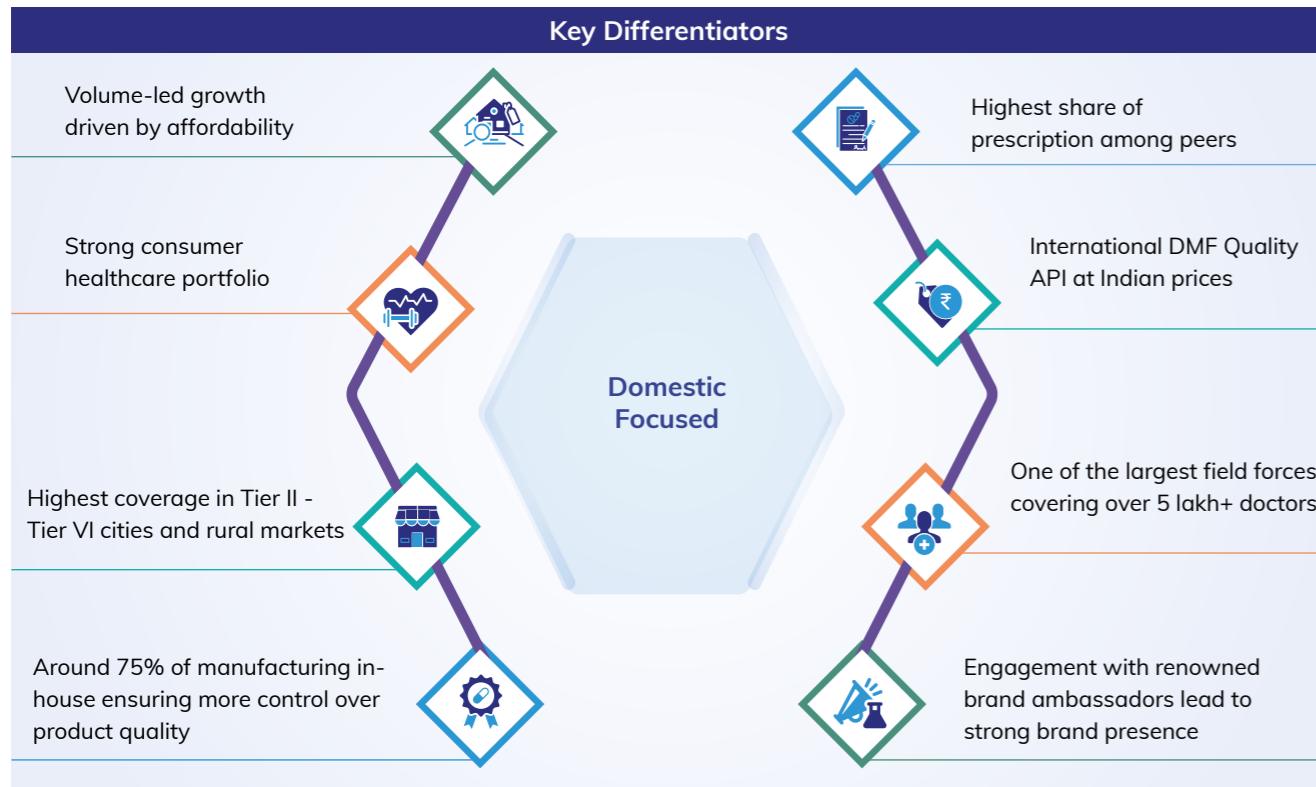 Key Differentiators
Volume-led growth
driven by affordability
Strong consumer
healthcare portfolio
Highest coverage in Tier II -
Tier VI cities and rural markets
Around 75% of manufacturing in-
house ensuring more control over
product quality
Domestic
Focused
Highest share of
prescription among peers
₹
International DMF Quality
API at Indian prices
One of the largest field forces
covering over 5 lakh+ doctors
Engagement with renowned
brand ambassadors lead to
strong brand presence